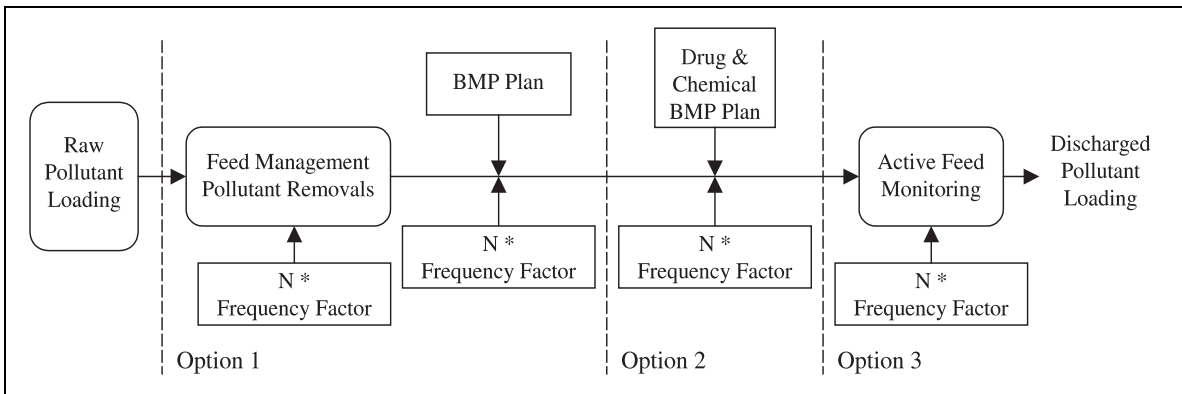 Raw
Pollutant
Loading
Feed Management
Pollutant Removals
N *
Frequency Factor
BMP Plan
N *
Frequency Factor
Option 1
Drug &
Chemical
BMP Plan
N *
Frequency Factor
Option 2
Active Feed
Monitoring
N *
Frequency Factor
Option 3
Discharged
Pollutant
Loading